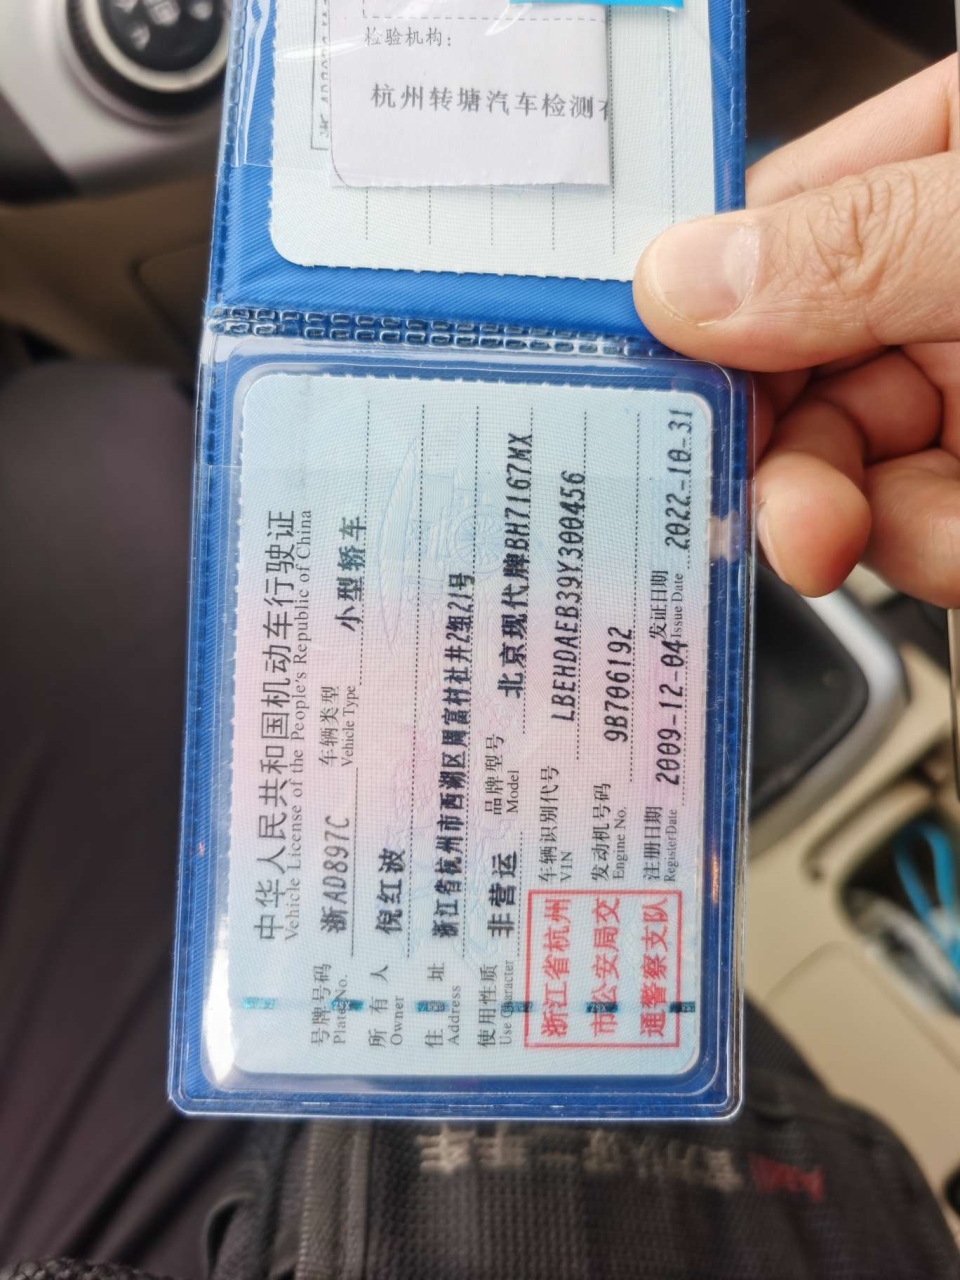 检验机构：
杭州转塘汽车检测
中华人民共和国机动车行驶证
Vehicle License of the People's Republic of China
号牌号码 浙AD897C 车辆类型 小型轿车
Plate No. Vehicle Type
所有人 倪红波
Owner
住址 浙江省杭州市西湖区周富村社井2组21号
Address
使用性质 非营运 品牌型号 北京现代牌BH7167MX
Use Character Model
浙江省杭州
市公安局交
通警察支队
车辆识别代号 LBEHDAEB39Y300456
VIN
发动机号码 9B706192
Engine No.
注册日期 2009-12-04 发证日期 2022-10-31
Register Date Issue Date